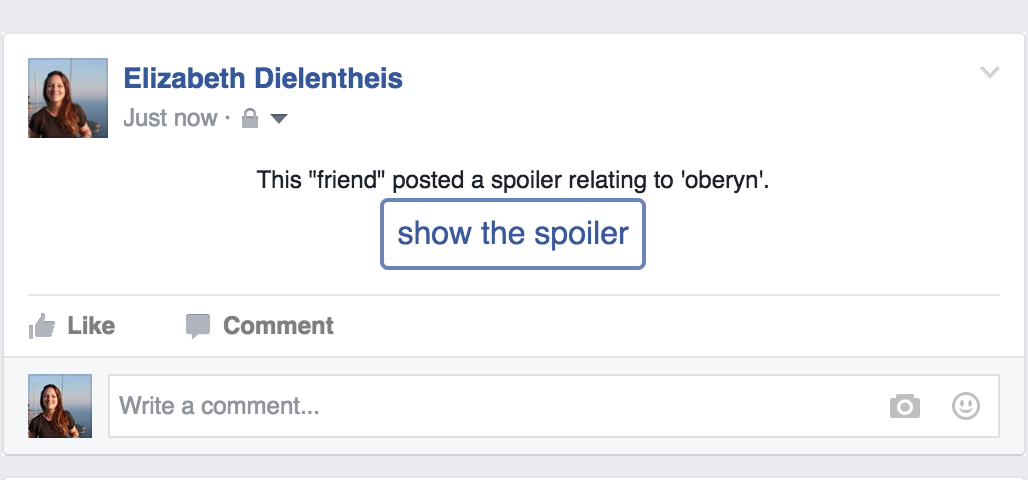 Elizabeth Dielentheis
Just now ·
This "friend" posted a spoiler relating to 'oberyn'.
show the spoiler
Like Comment
Write a comment...